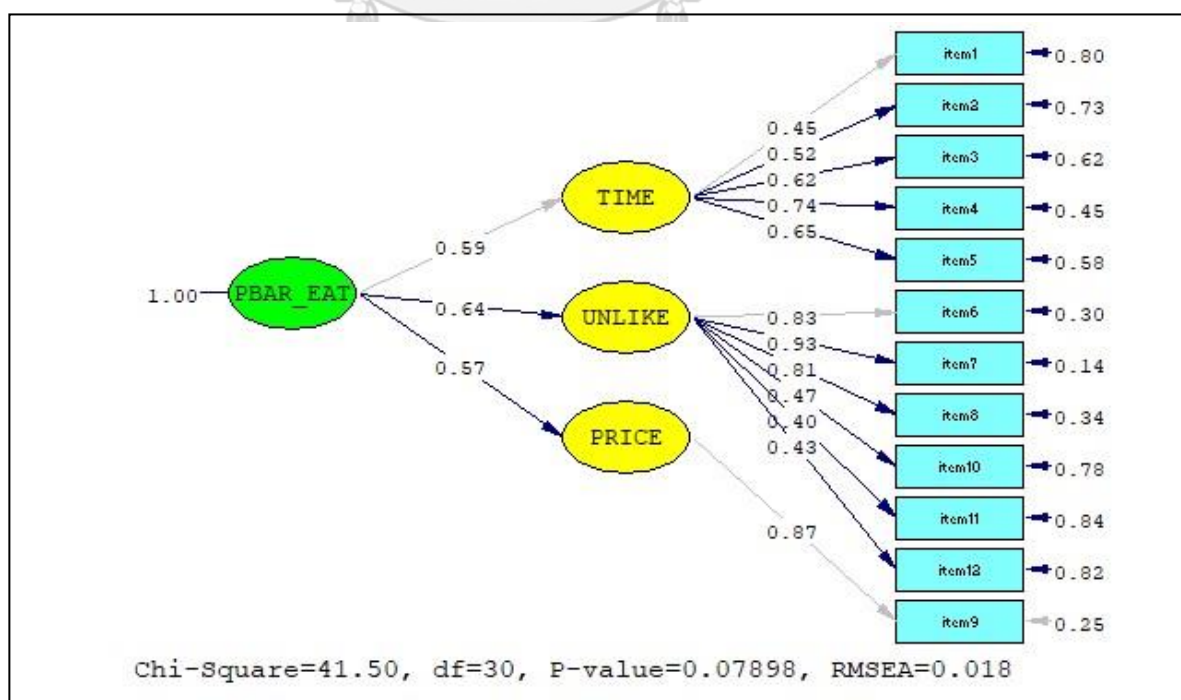 item1
0.80
item2
0.73
0.45
0.52
item3
0.62
0.62
TIME
0.74
item4
0.45
0.65
0.59
item5
0.58
1.00
PBAR_EAT
0.64
UNLIKE
0.83
item6
0.30
0.93
item7
0.14
0.81
0.57
0.47
item8
0.34
0.40
PRICE
0.43
item10
0.78
item11
0.84
0.87
item12
0.82
item9
0.25
Chi-Square=41.50, df=30, P-value=0.07898, RMSEA=0.018